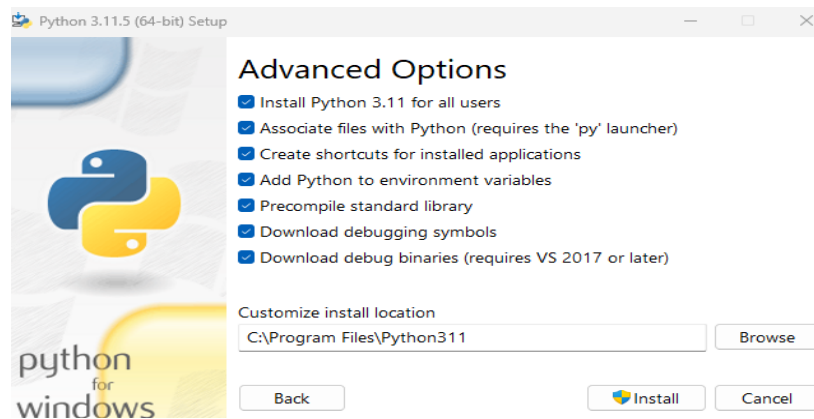 Python 3.11.5 (64-bit) Setup
Advanced Options
Install Python 3.11 for all users
Associate files with Python (requires the 'py' launcher)
Create shortcuts for installed applications
Add Python to environment variables
Precompile standard library
Download debugging symbols
Download debug binaries (requires VS 2017 or later)
Customize install location
C:\Program Files\Python311
Browse
python
for
windows
Back
Install
Cancel